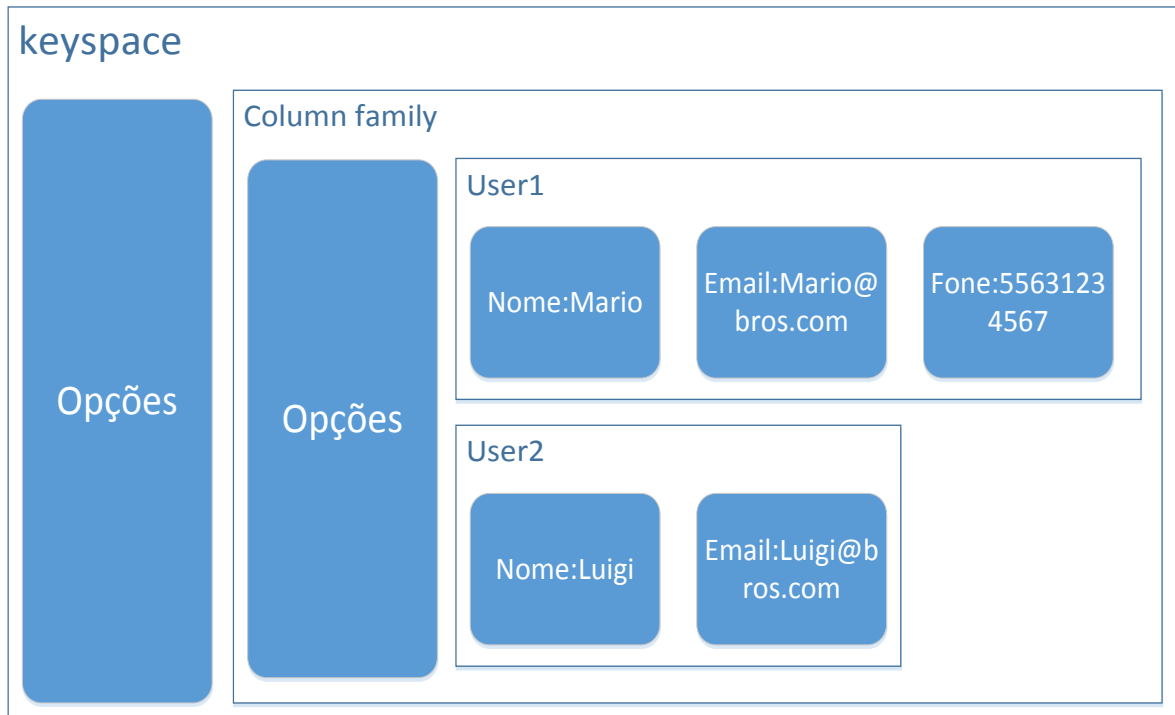 keyspace
Opções
Column family
Opções
User1
Nome:Mario
Email:Mario@
bros.com
Fone:5563123
4567
User2
Nome:Luigi
Email:Luigi@b
ros.com